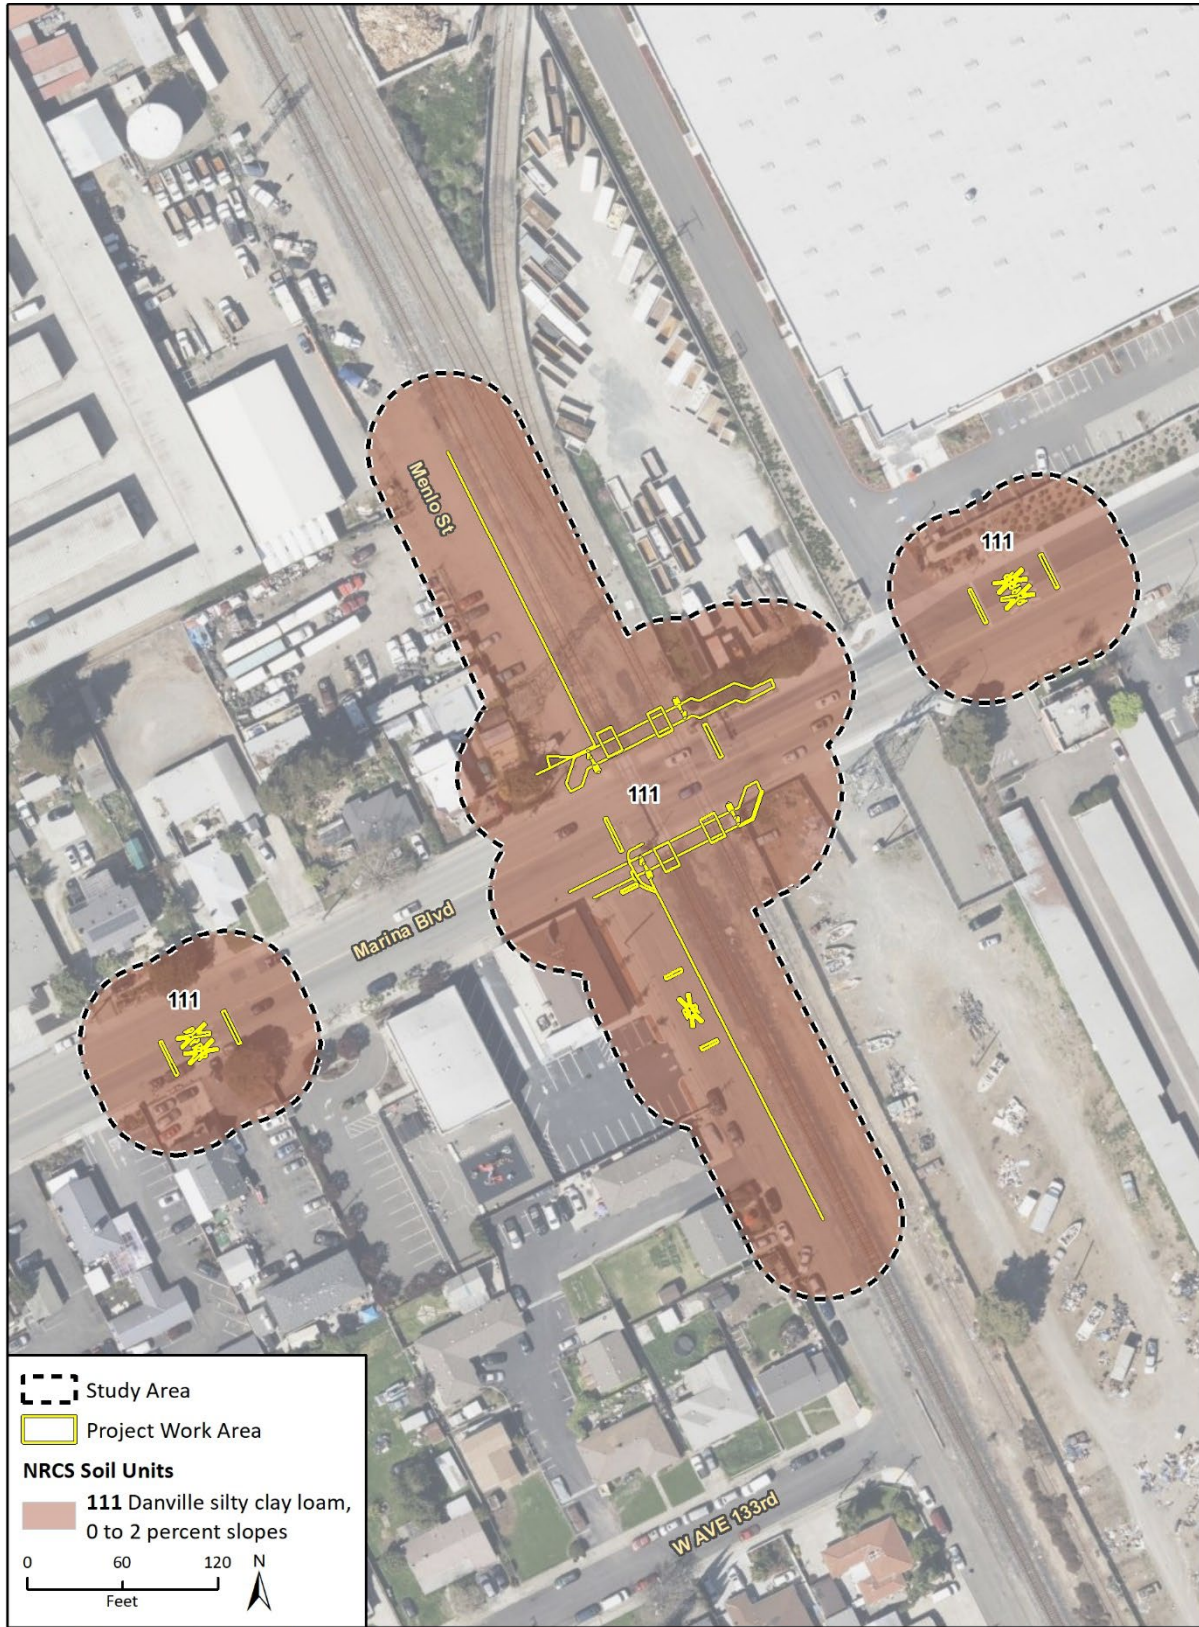 Menlo St
111
111
Marina Blvd
111
W AVE 133rd
Study Area
Project Work Area
NRCS Soil Units
111 Danville silty clay loam,
0 to 2 percent slopes
0 60 120 N
Feet